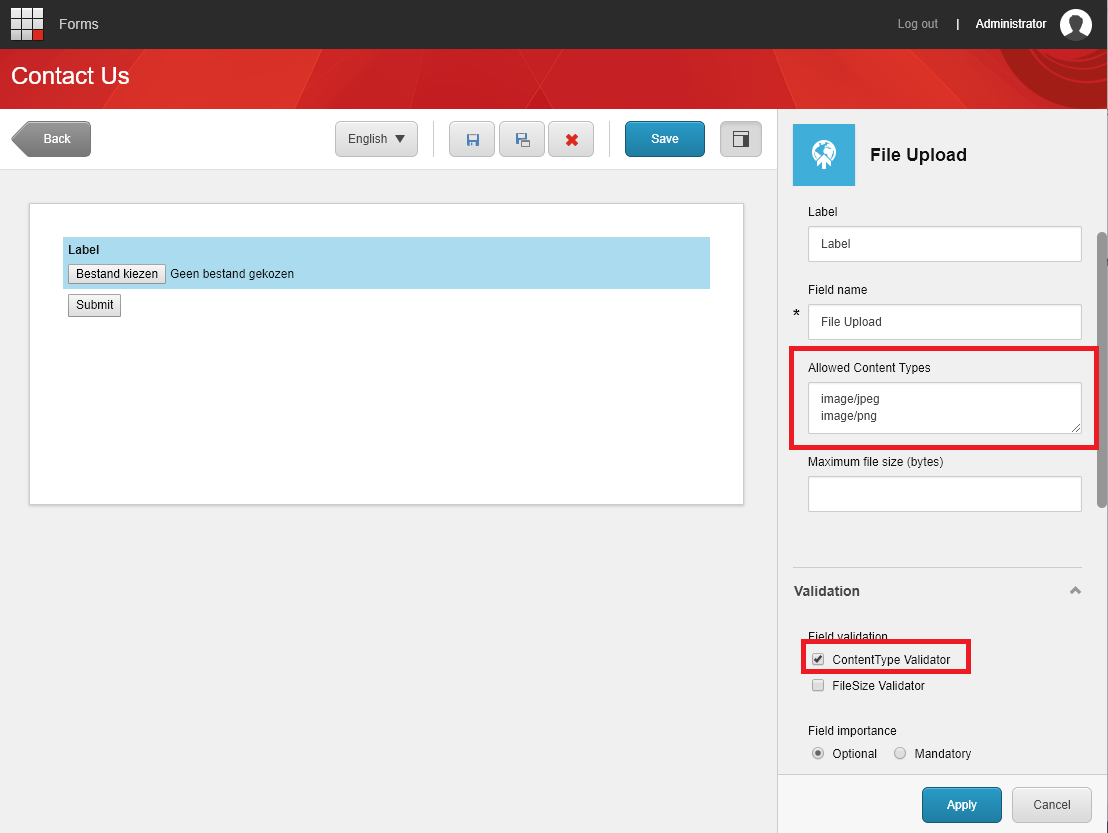 Forms
Log out | Administrator
Contact Us
Back
English
Save
File Upload
Label
Label
Field name
* File Upload
Allowed Content Types
image/jpeg
image/png
Maximum file size (bytes)
Validation
Field validation
ContentType Validator
FileSize Validator
Field importance
Optional Mandatory
Apply Cancel
Label
Bestand kiezen Geen bestand gekozen
Submit